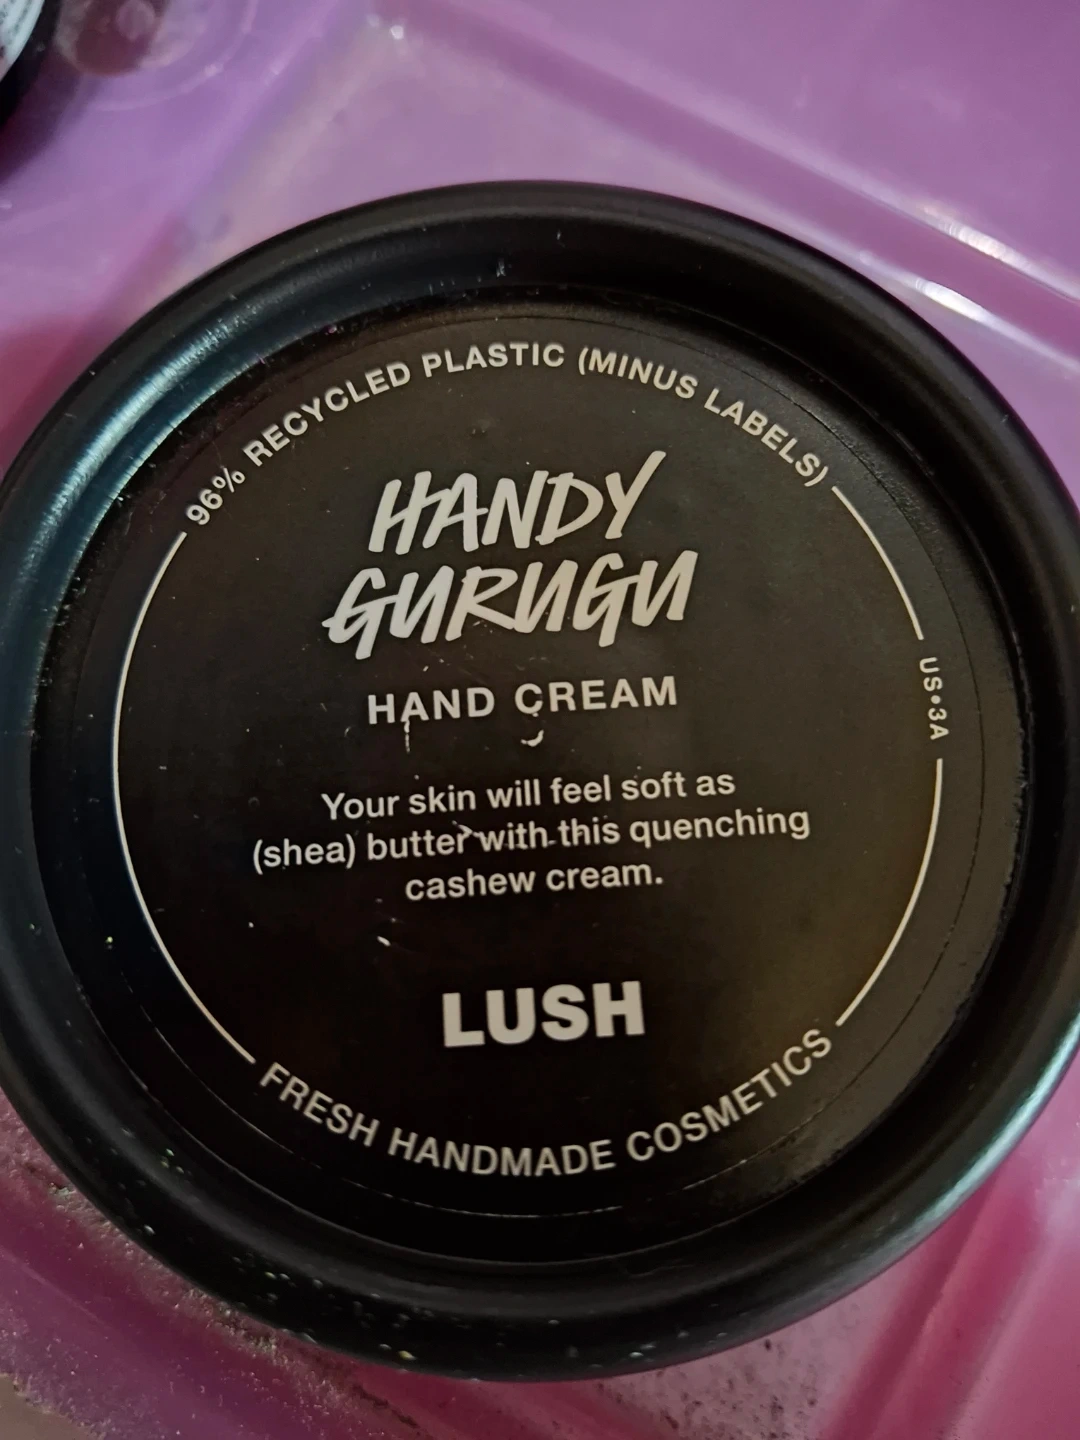 96% RECYCLED PLASTIC (MINUS LABELS)
HANDY
GURUGU
HAND CREAM
Your skin will feel soft as
(shea) butter with this quenching
cashew cream.
LUSH
FRESH HANDMADE COSMETICS
US•3A